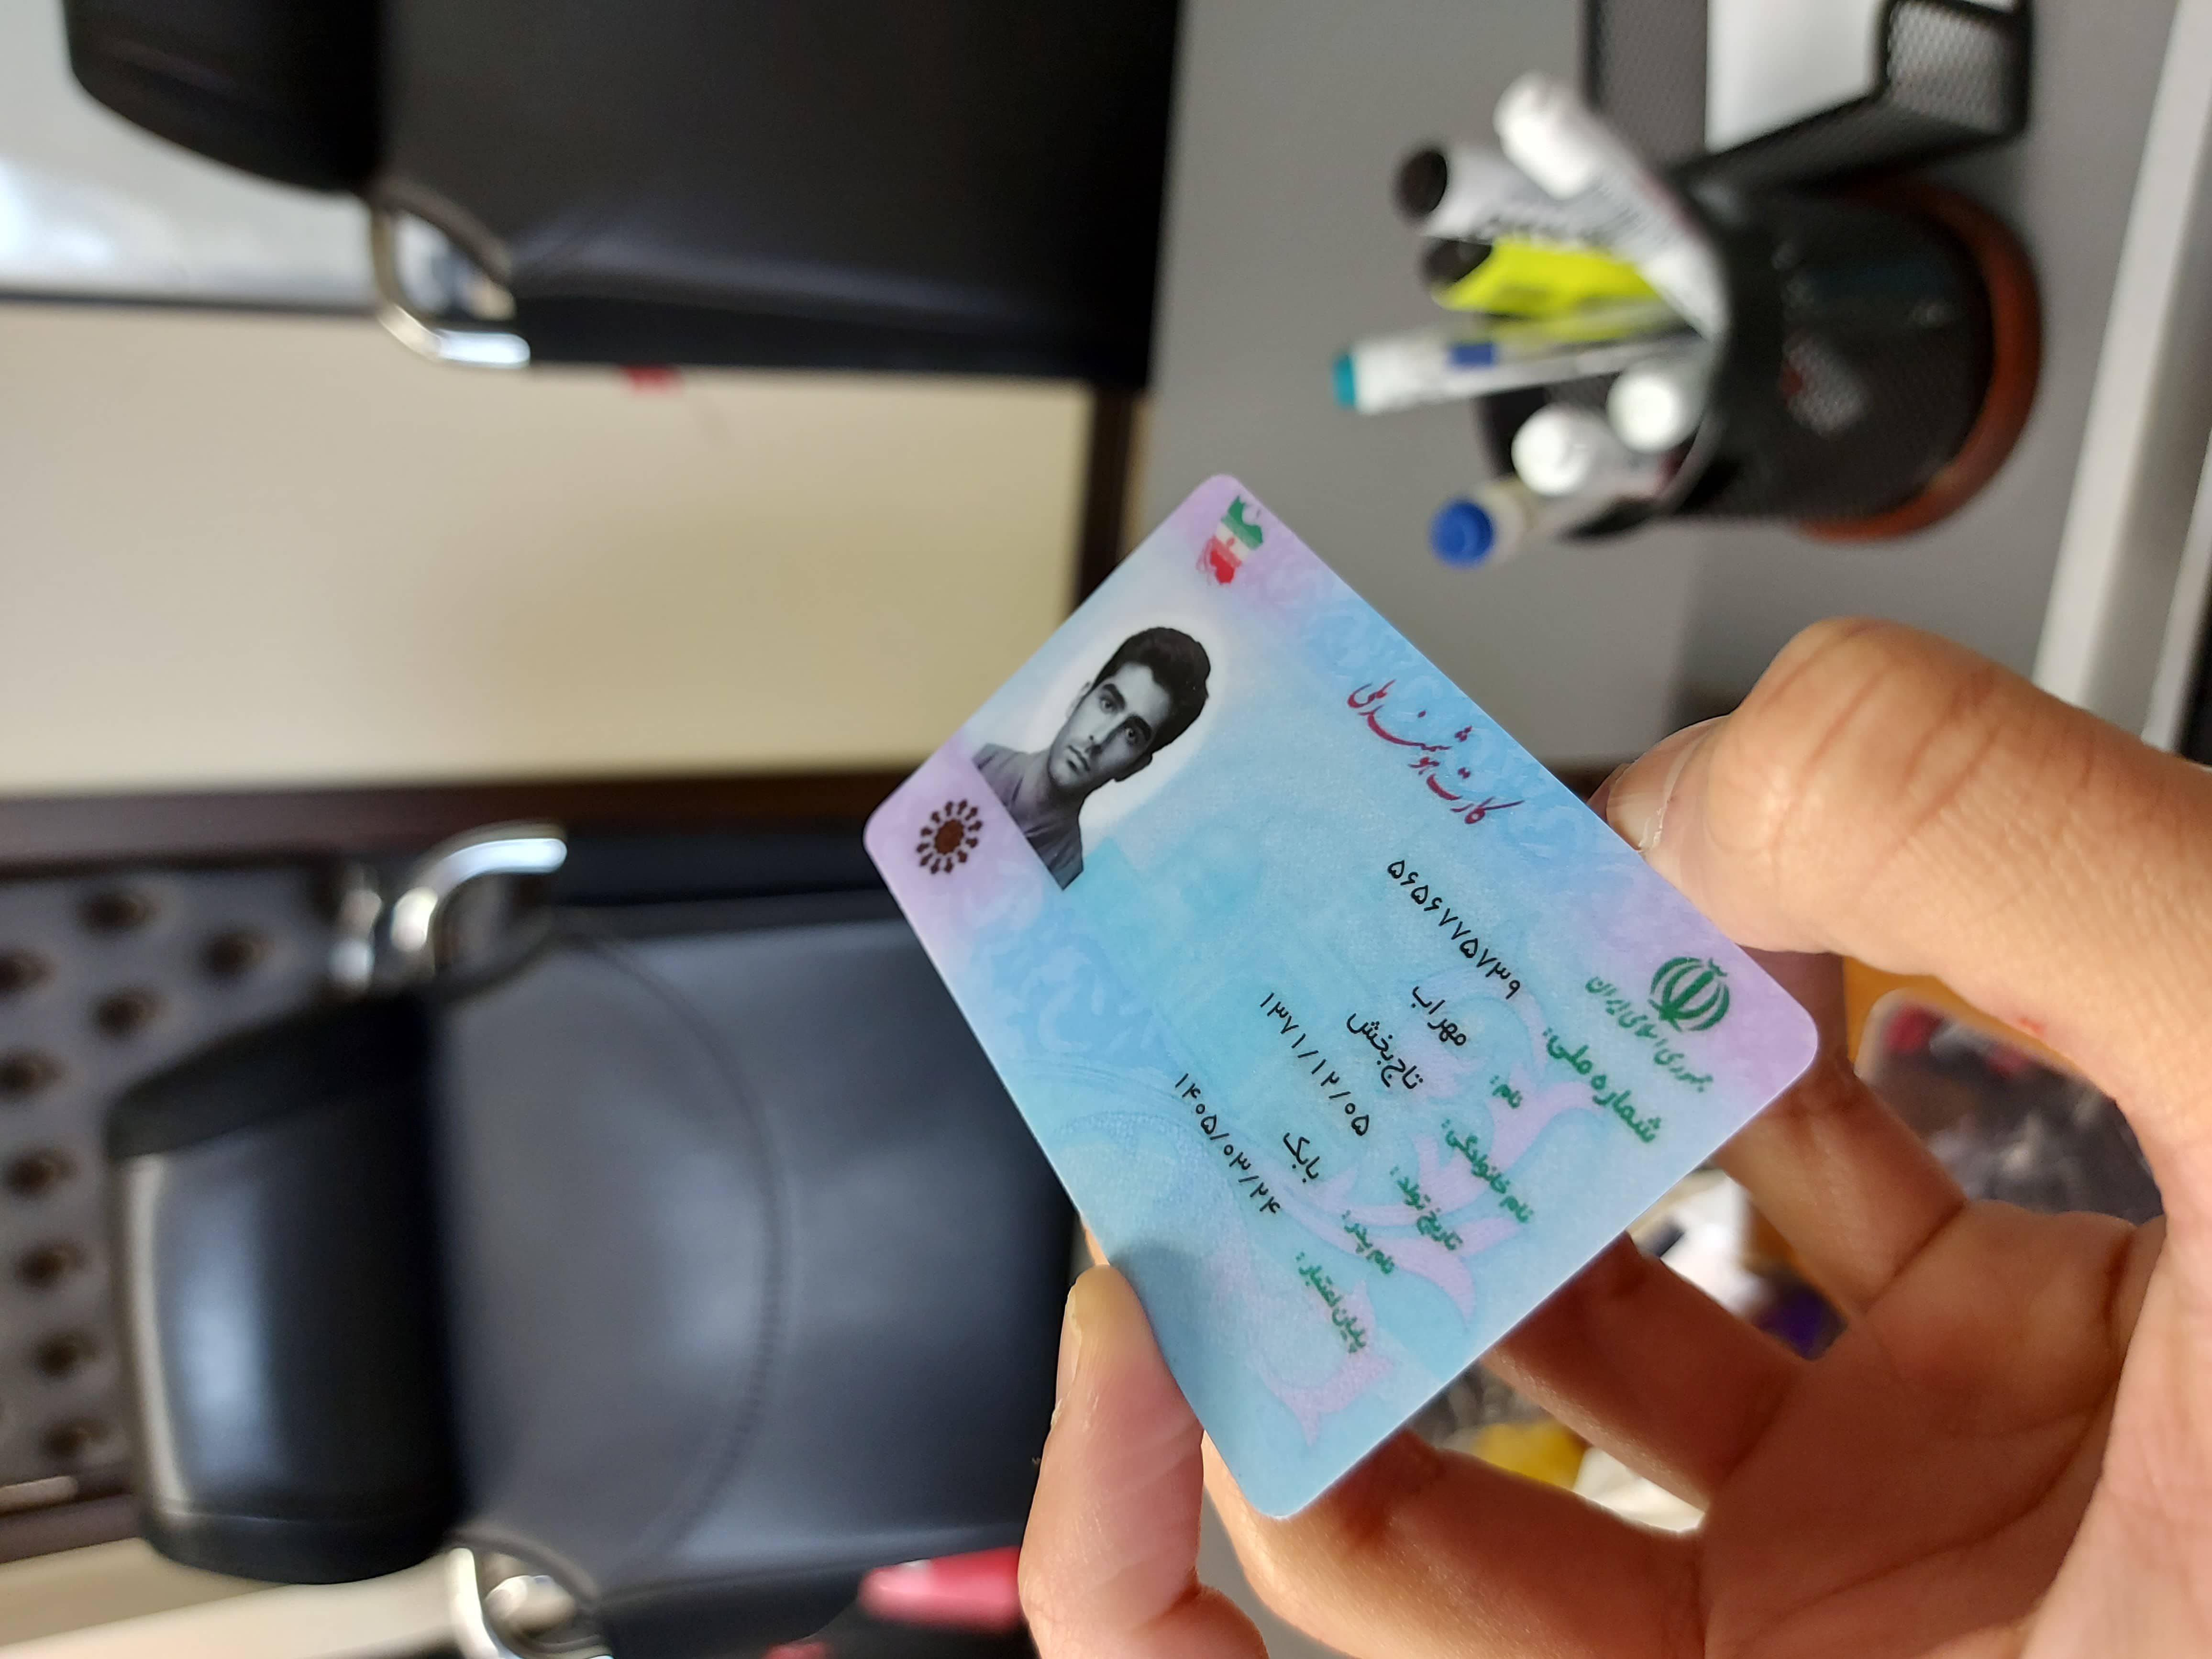 جمهوری اسلامی ایران
کارت هوشمند ملی
شماره ملی: ۵۶۵۶۷۷۵۷۳۹
نام: مهراب
نام خانوادگی: تاج‌بخش
تاریخ تولد: ۱۳۷۱/۱۲/۰۵
نام پدر: بابک
پایان اعتبار: ۱۴۰۵/۰۳/۲۴